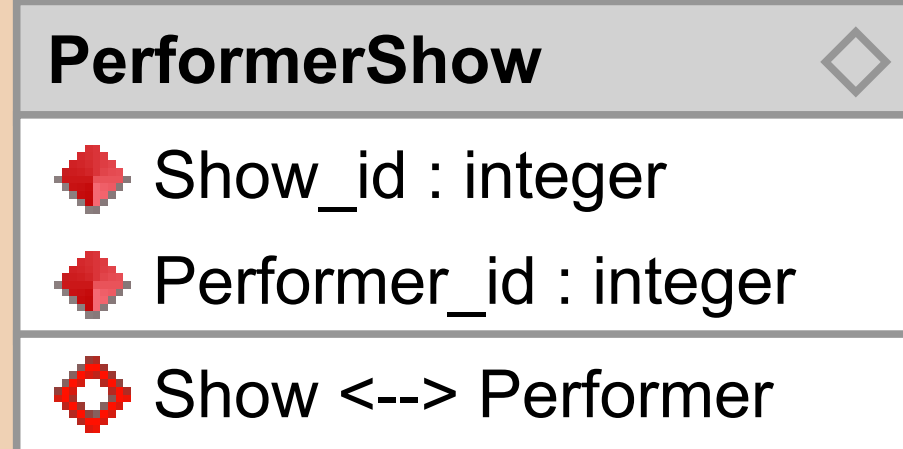 PerformerShow
Show_id : integer
Performer_id : integer
Show <--> Performer